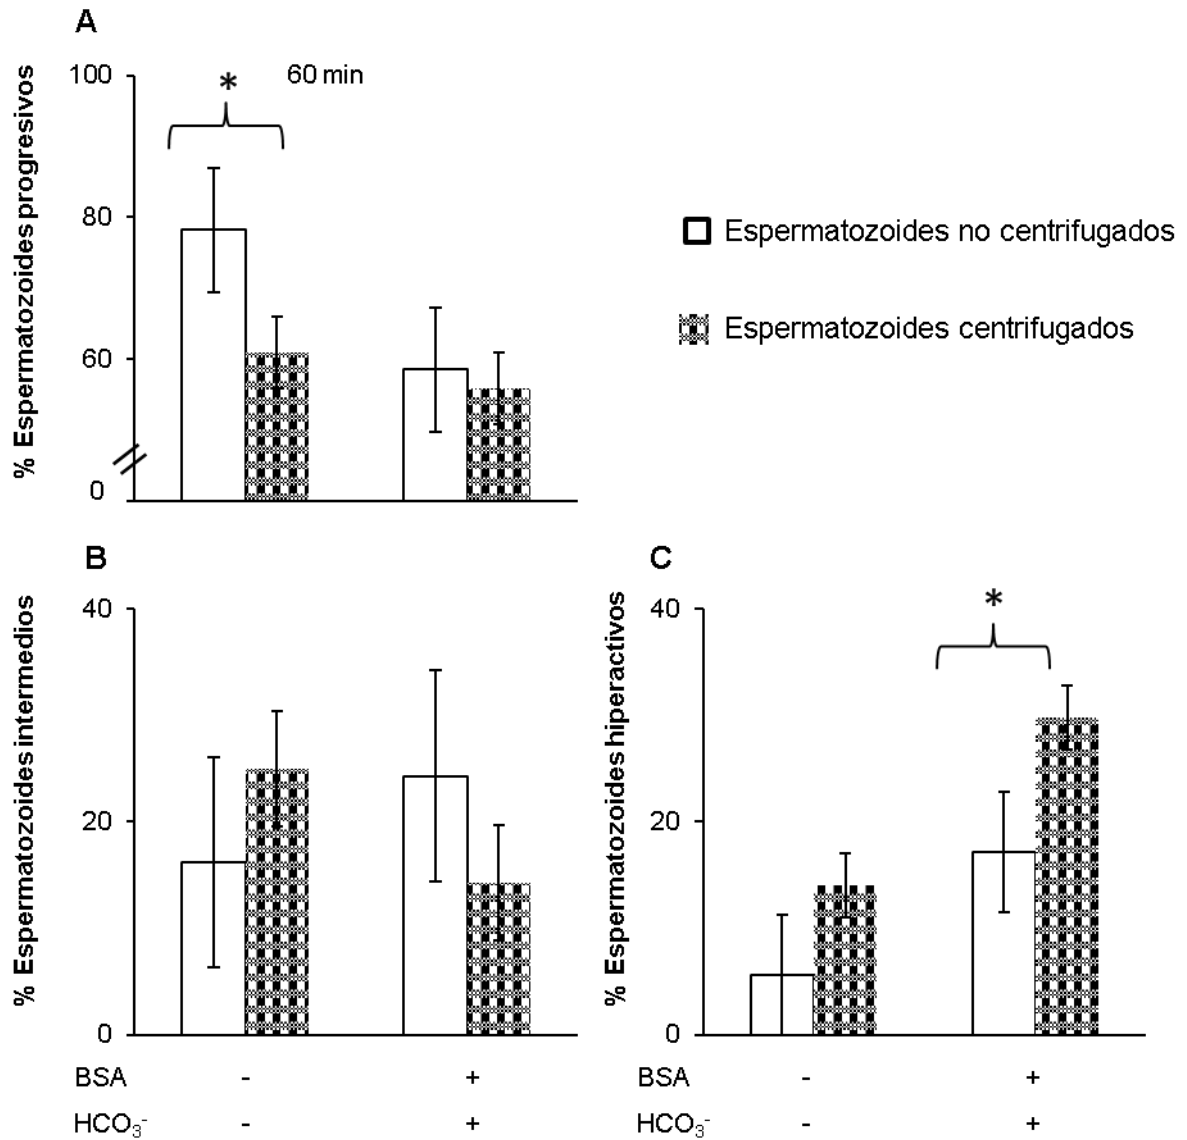 A
% Espermatozoides progresivos
100
80
60
0
*
60 min
Espermatozoides no centrifugados
Espermatozoides centrifugados
B
% Espermatozoides intermedios
40
20
0
BSA - +
HCO₃⁻ - +
C
% Espermatozoides hiperactivos
40
20
0
*
BSA - +
HCO₃⁻ - +